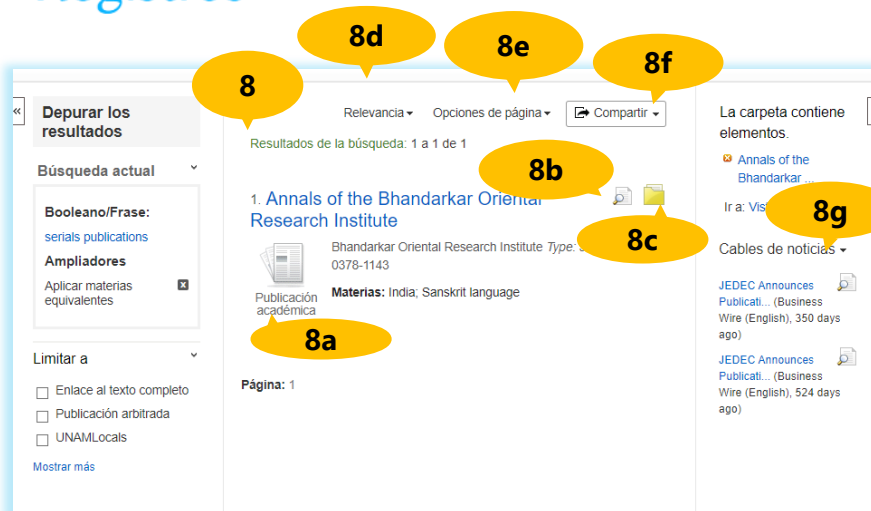 Registros
8d
8e
8f
8
«
Depurar los
resultados
Búsqueda actual
Booleano/Frase:
serials publications
Ampliadores
Aplicar materias
equivalentes
Limitar a
Enlace al texto completo
Publicación arbitrada
UNAMLocals
Mostrar más
Relevancia
Opciones de página
Compartir
Resultados de la búsqueda: 1 a 1 de 1
8b
1. Annals of the Bhandarkar Oriental
Research Institute
8c
Bhandarkar Oriental Research Institute Type:
0378-1143
Publicación
académica
Materias: India; Sanskrit language
8a
Página: 1
La carpeta contiene
elementos.
Annals of the
Bhandarkar ...
Ir a:
8g
Cables de noticias
JEDEC Announces
Publicati... (Business
Wire (English), 350 days
ago)
JEDEC Announces
Publicati... (Business
Wire (English), 524 days
ago)